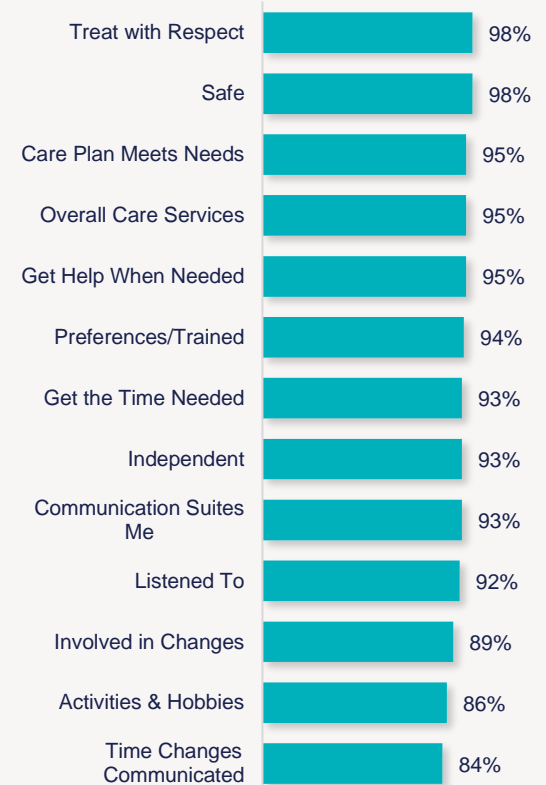 Treat with Respect 98%
Safe 98%
Care Plan Meets Needs 95%
Overall Care Services 95%
Get Help When Needed 95%
Preferences/Trained 94%
Get the Time Needed 93%
Independent 93%
Communication Suites
Me 93%
Listened To 92%
Involved in Changes 89%
Activities & Hobbies 86%
Time Changes
Communicated 84%